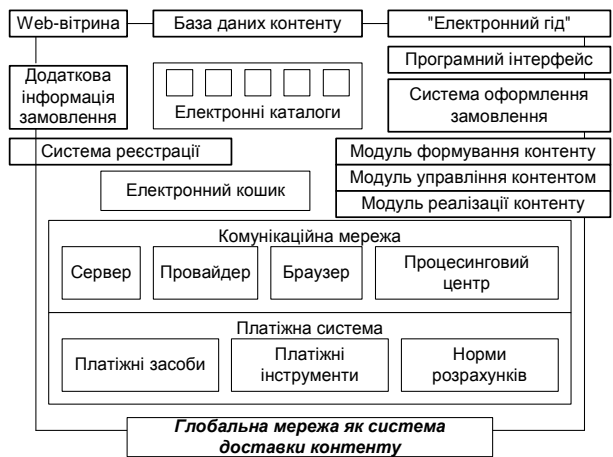 Web-вітрина
База даних контенту
"Електронний гід"
Програмний інтерфейс
Додаткова
інформація
замовлення
Електронні каталоги
Система оформлення
замовлення
Система реєстрації
Модуль формування контенту
Електронний кошик
Модуль управління контентом
Модуль реалізації контенту
Комунікаційна мережа
Сервер
Провайдер
Браузер
Процесинговий
центр
Платіжна система
Платіжні засоби
Платіжні
інструменти
Норми
розрахунків
Глобальна мережа як система
доставки контенту